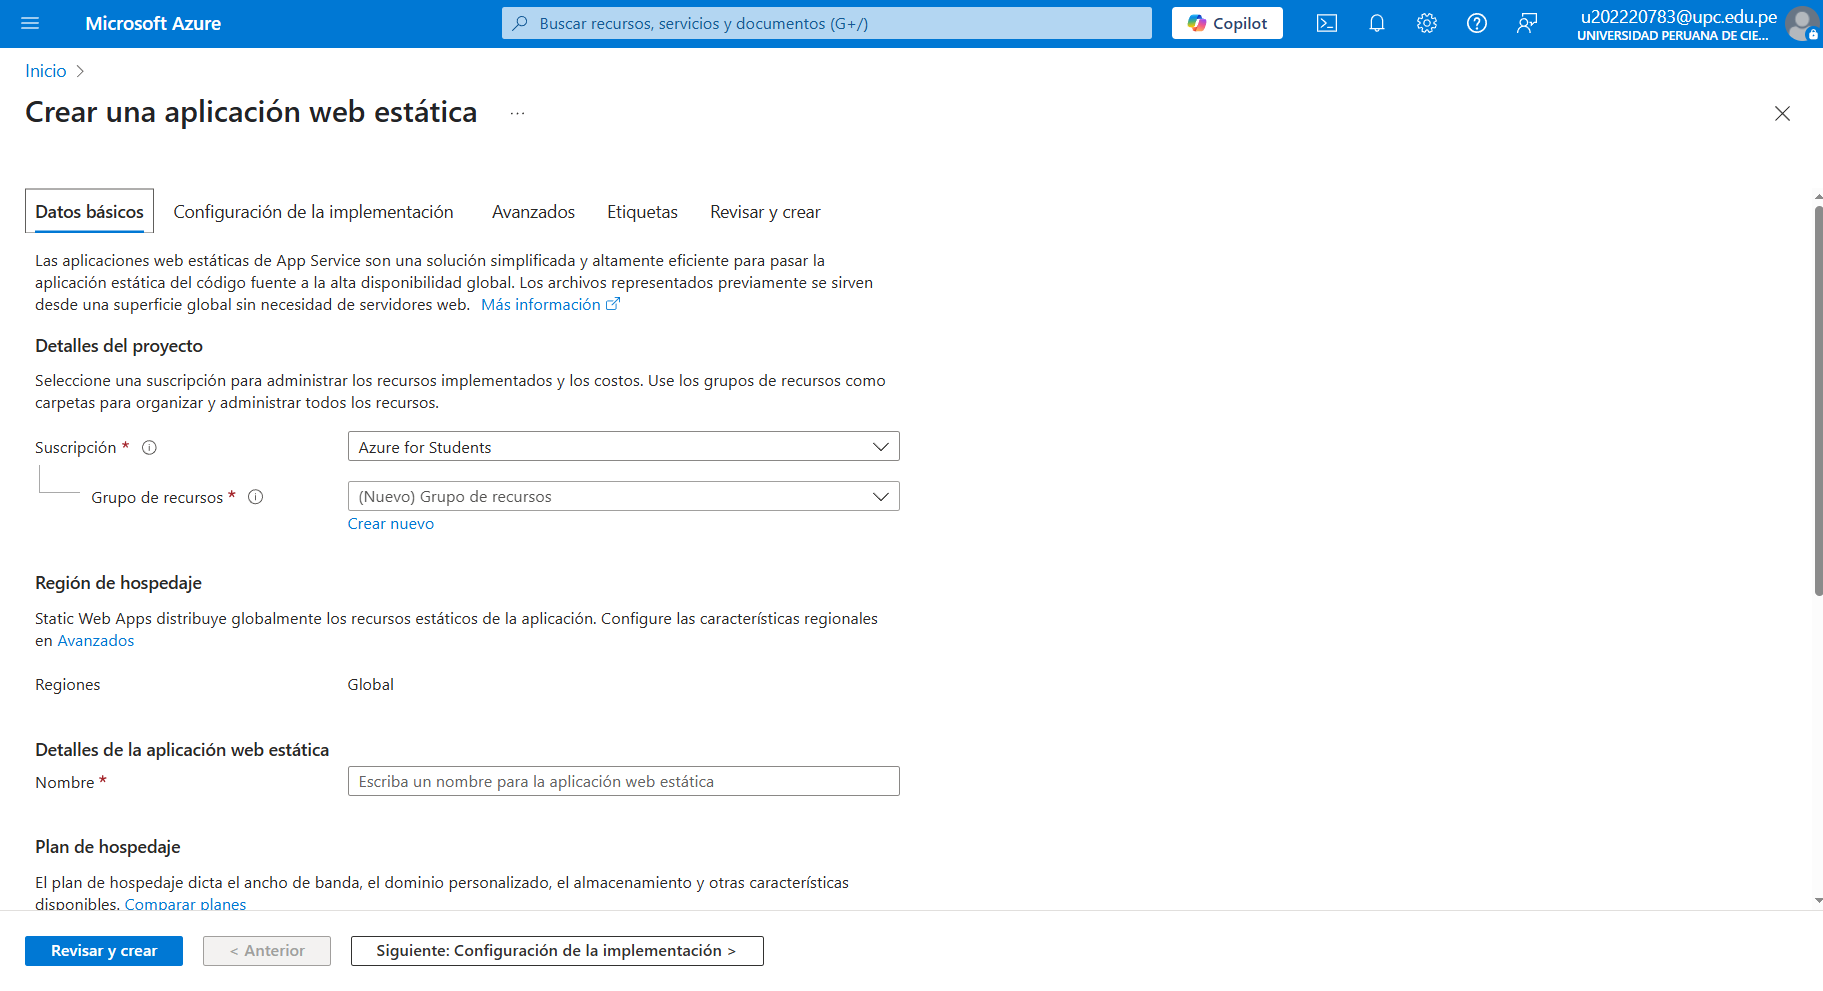 Microsoft Azure
Buscar recursos, servicios y documentos (G+/)
Copilot
u202220783@upc.edu.pe
UNIVERSIDAD PERUANA DE CIE...
Inicio
Crear una aplicación web estática
...
Datos básicos
Configuración de la implementación
Avanzados
Etiquetas
Revisar y crear
Las aplicaciones web estáticas de App Service son una solución simplificada y altamente eficiente para pasar la
aplicación estática del código fuente a la alta disponibilidad global. Los archivos representados previamente se sirven
desde una superficie global sin necesidad de servidores web. Más información
Detalles del proyecto
Seleccione una suscripción para administrar los recursos implementados y los costos. Use los grupos de recursos como
carpetas para organizar y administrar todos los recursos.
Suscripción *
Azure for Students
Grupo de recursos *
(Nuevo) Grupo de recursos
Crear nuevo
Región de hospedaje
Static Web Apps distribuye globalmente los recursos estáticos de la aplicación. Configure las características regionales
en Avanzados
Regiones
Global
Detalles de la aplicación web estática
Nombre *
Escriba un nombre para la aplicación web estática
Plan de hospedaje
El plan de hospedaje dicta el ancho de banda, el dominio personalizado, el almacenamiento y otras características
disponibles. Comparar planes
Revisar y crear
< Anterior
Siguiente: Configuración de la implementación >